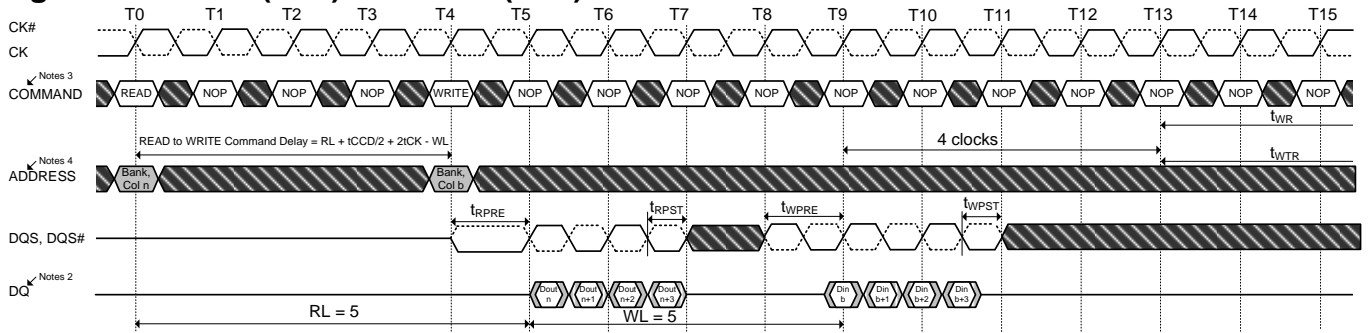 T0 T1 T2 T3 T4 T5 T6 T7 T8 T9 T10 T11 T12 T13 T14 T15
CK#
CK
Notes 3
COMMAND READ NOP NOP NOP WRITE NOP NOP NOP NOP NOP NOP NOP NOP NOP NOP NOP
tWR
READ to WRITE Command Delay = RL + tCCD/2 + 2tCK - WL
4 clocks
tWTR
Notes 4
ADDRESS Bank, Col n Bank, Col b
tRPRE tRPST tWPRE tWPST
DQS, DQS#
Notes 2
DQ Dout n Dout n+1 Dout n+2 Dout n+3 Din b Din b+1 Din b+2 Din b+3
RL = 5 WL = 5